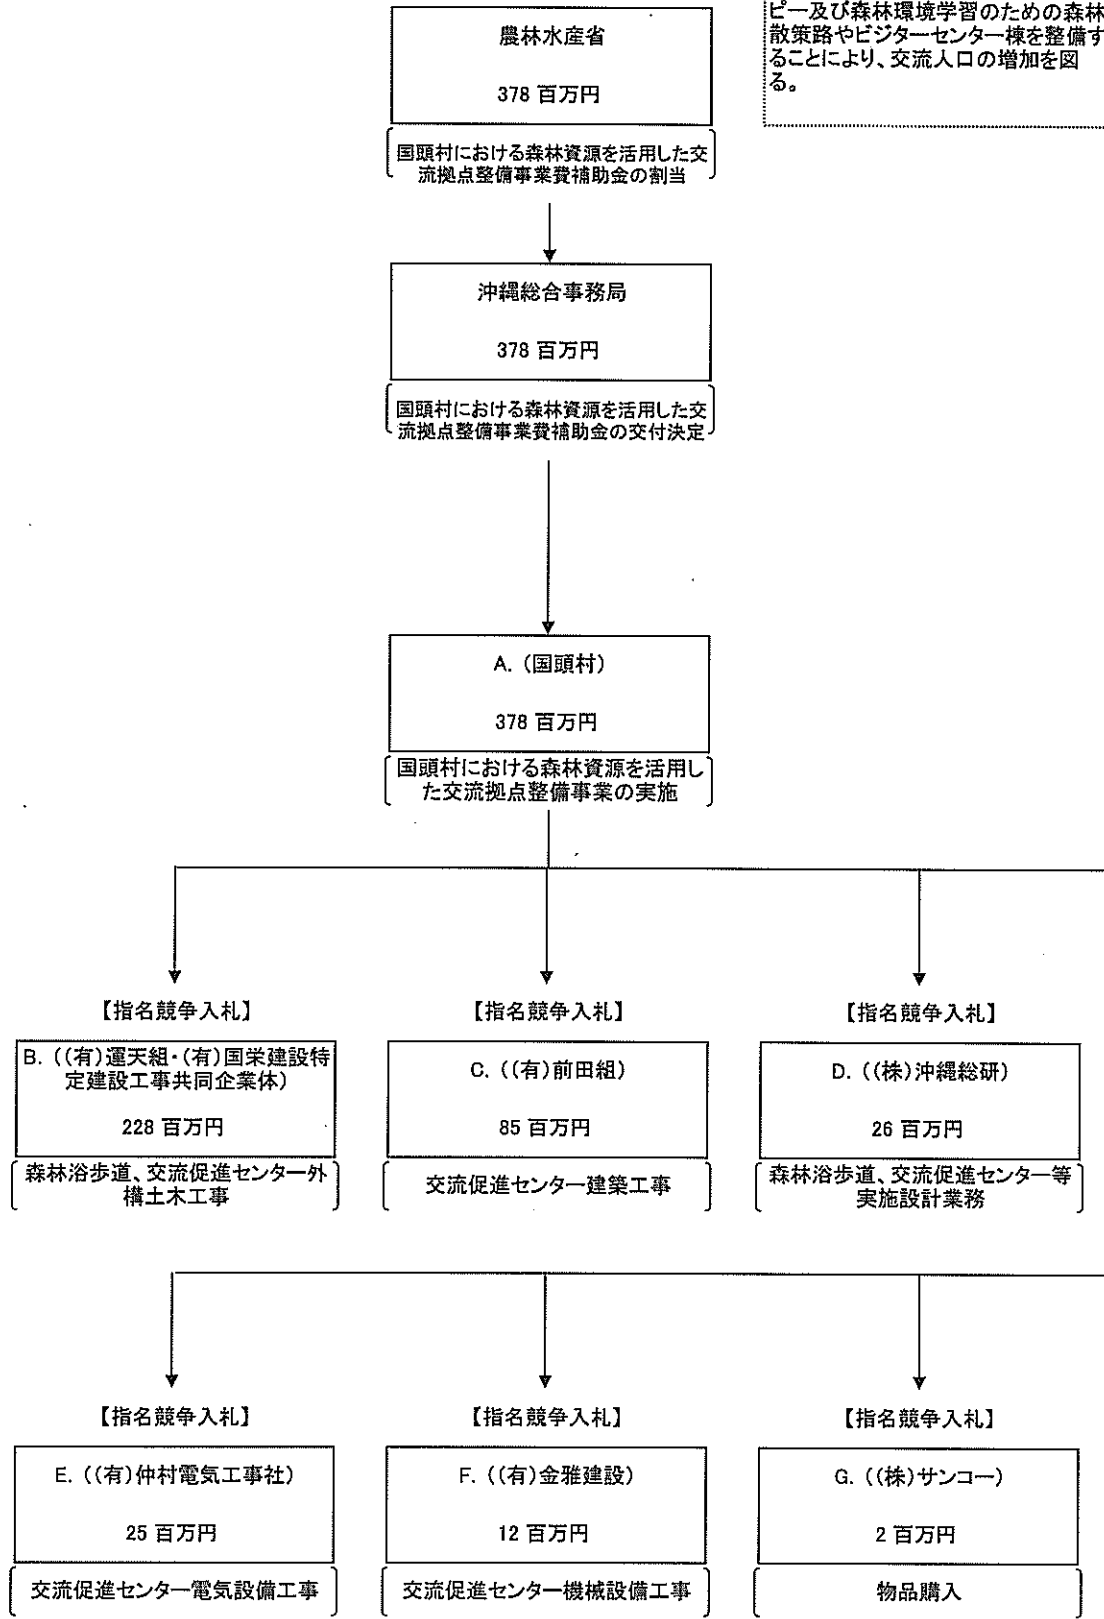 ピー及び森林環境学習のための森林
散策路やビジターセンター棟を整備す
ることにより、交流人口の増加を図
る。
農林水産省
378 百万円
国頭村における森林資源を活用した交
流拠点整備事業費補助金の割当
沖縄総合事務局
378 百万円
国頭村における森林資源を活用した交
流拠点整備事業費補助金の交付決定
A. (国頭村)
378 百万円
国頭村における森林資源を活用し
た交流拠点整備事業の実施
【指名競争入札】
B. ((有)運天組・(有)国栄建設特
定建設工事共同企業体)
228 百万円
森林浴歩道、交流促進センター外
構土木工事
【指名競争入札】
C. ((有)前田組)
85 百万円
交流促進センター建築工事
【指名競争入札】
D. ((株)沖縄総研)
26 百万円
森林浴歩道、交流促進センター等
実施設計業務
【指名競争入札】
E. ((有)仲村電気工事社)
25 百万円
交流促進センター電気設備工事
【指名競争入札】
F. ((有)金雅建設)
12 百万円
交流促進センター機械設備工事
【指名競争入札】
G. ((株)サンコー)
2 百万円
物品購入